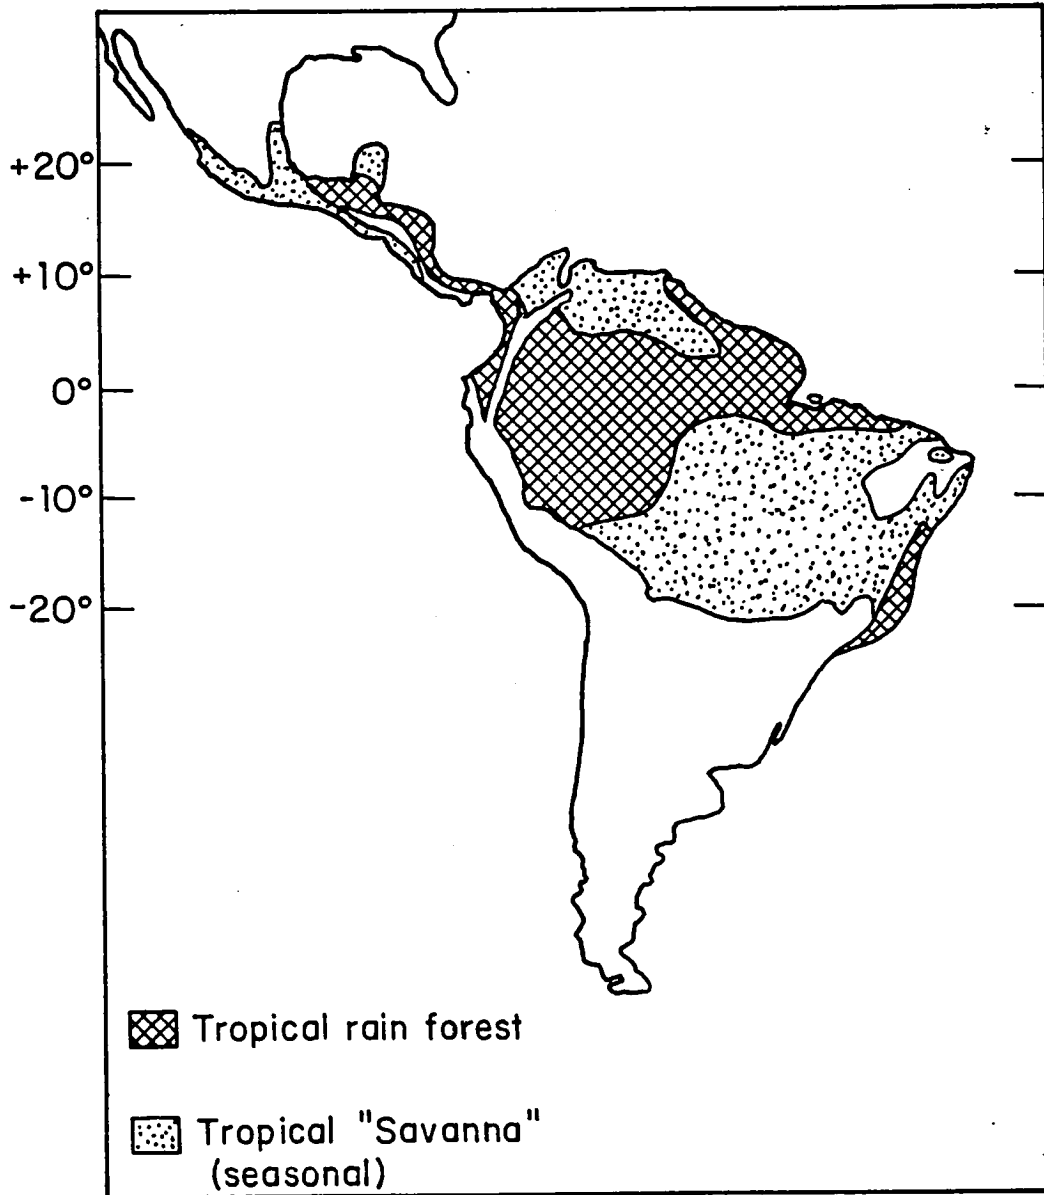 +20°
+10°
0°
-10°
-20°
Tropical rain forest
Tropical "Savanna"
(seasonal)